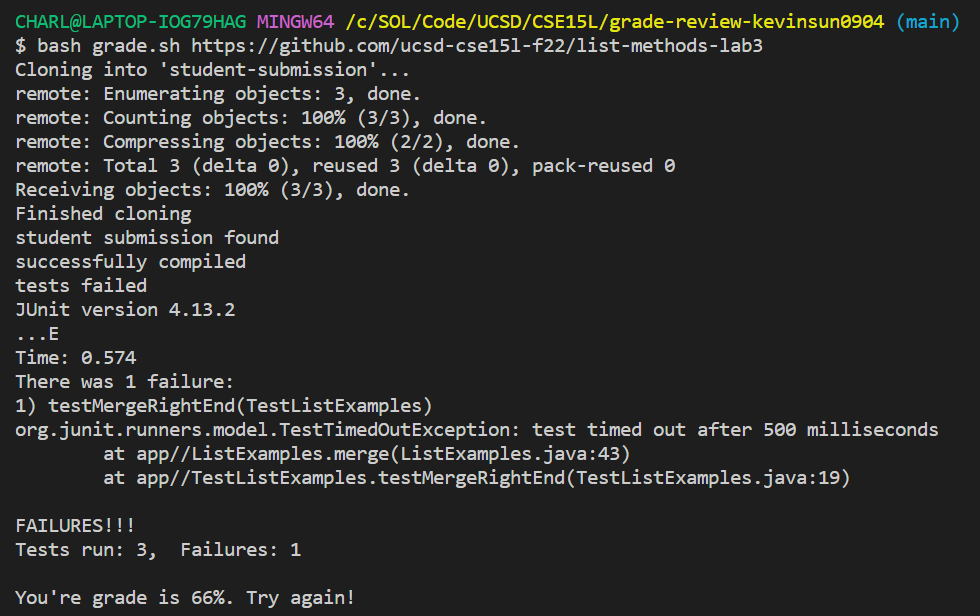 CHARL@LAPTOP-IOG79HAG MINGW64 /c/SOL/Code/UCSD/CSE15L/grade-review-kevinsun0904 (main)
$ bash grade.sh https://github.com/ucsd-cse15l-f22/list-methods-lab3
Cloning into 'student-submission'...
remote: Enumerating objects: 3, done.
remote: Counting objects: 100% (3/3), done.
remote: Compressing objects: 100% (2/2), done.
remote: Total 3 (delta 0), reused 3 (delta 0), pack-reused 0
Receiving objects: 100% (3/3), done.
Finished cloning
student submission found
successfully compiled
tests failed
JUnit version 4.13.2
...E
Time: 0.574
There was 1 failure:
1) testMergeRightEnd(TestListExamples)
org.junit.runners.model.TestTimedOutException: test timed out after 500 milliseconds
        at app//ListExamples.merge(ListExamples.java:43)
        at app//TestListExamples.testMergeRightEnd(TestListExamples.java:19)

FAILURES!!!
Tests run: 3,  Failures: 1

You're grade is 66%. Try again!